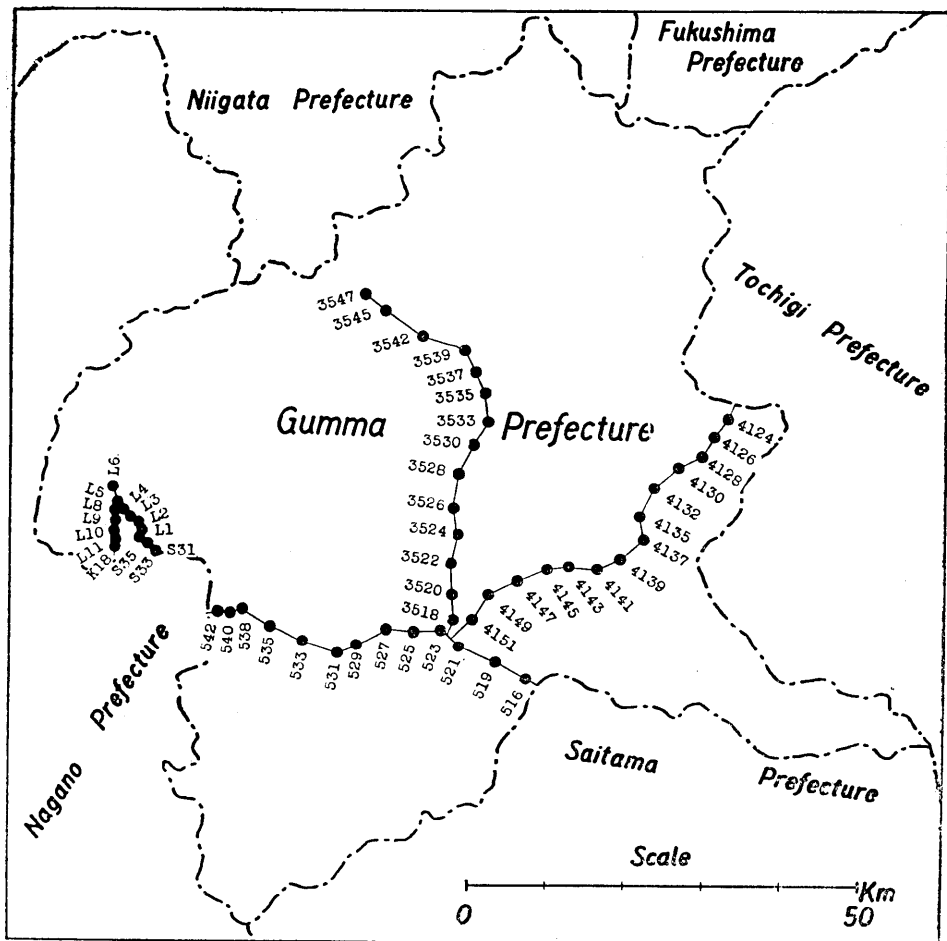 Fukushima
Prefecture
Niigata Prefecture
Tochigi Prefecture
3547
3545
3542
3539
3537
3535
3533
3530
3528
3526
3524
3522
3520
3518
Gumma Prefecture
4124
4126
4128
4130
4132
4135
4137
4139
4141
4143
4145
4147
4149
4151
L6
L5
L4
L8
L3
L9
L2
L10
L1
L11
K18
S35
S33
S31
542
540
538
535
533
531
529
527
525
523
521
519
516
Nagano Prefecture
Saitama Prefecture
Scale
0
50
Km